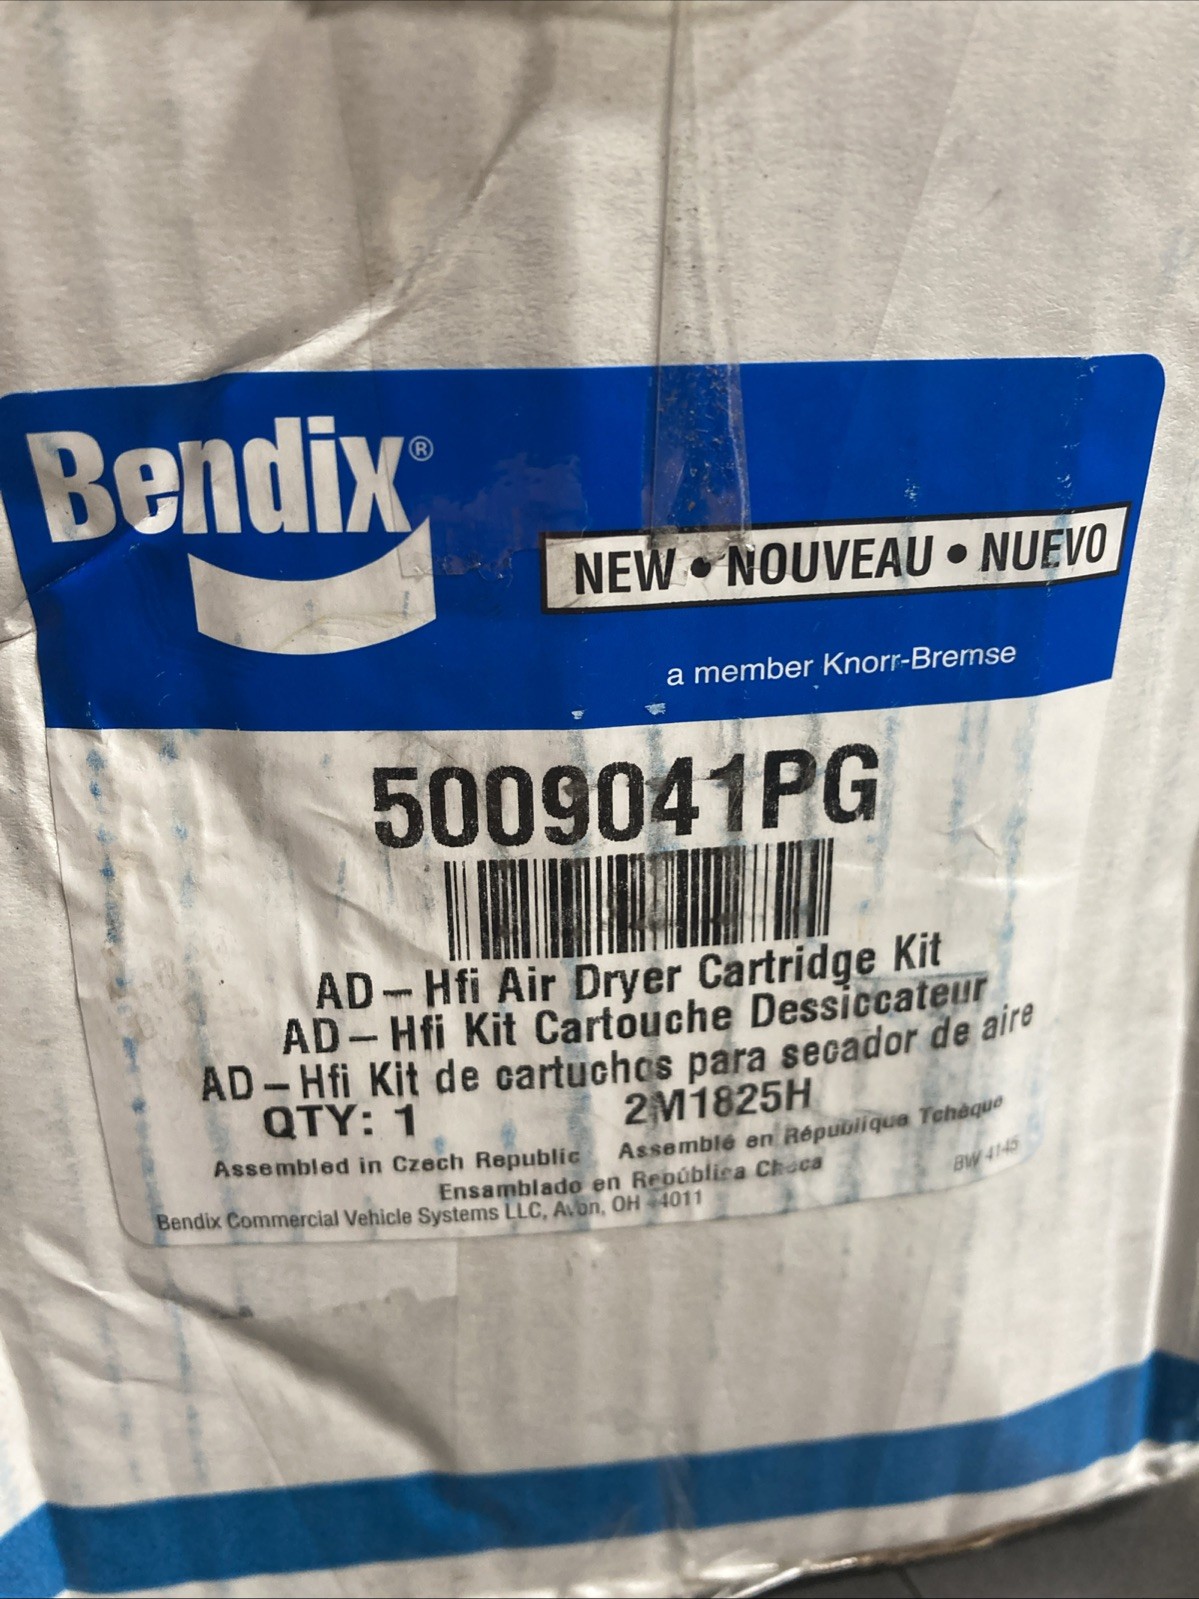 Bendix®
NEW • NOUVEAU • NUEVO
a member Knorr-Bremse
5009041PG
AD-Hfi Air Dryer Cartridge Kit
AD-Hfi Kit Cartouche Dessiccateur
AD-Hfi Kit de cartuchos para secador de aire
QTY: 1 2M1825H
Assembled in Czech Republic Assemblé en République Tchèque
Ensamblado en República Checa
BW 4145
Bendix Commercial Vehicle Systems LLC, Avon, OH 44011